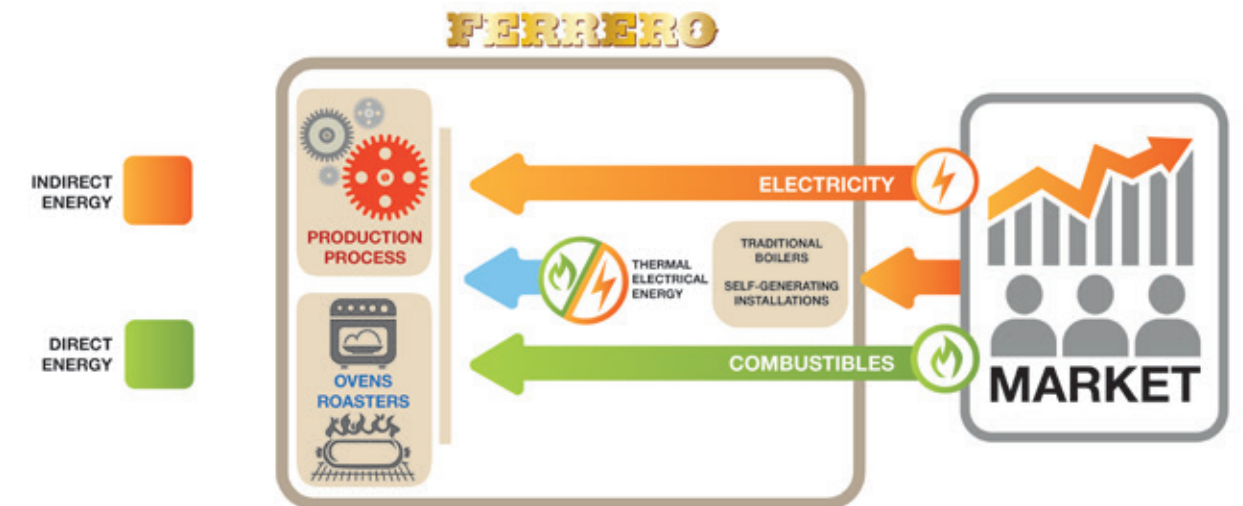 FERRERO
INDIRECT
ENERGY
DIRECT
ENERGY
PRODUCTION
PROCESS
OVENS
ROASTERS
ELECTRICITY
THERMAL
ELECTRICAL
ENERGY
TRADITIONAL
BOILERS
SELF-GENERATING
INSTALLATIONS
COMBUSTIBLES
MARKET